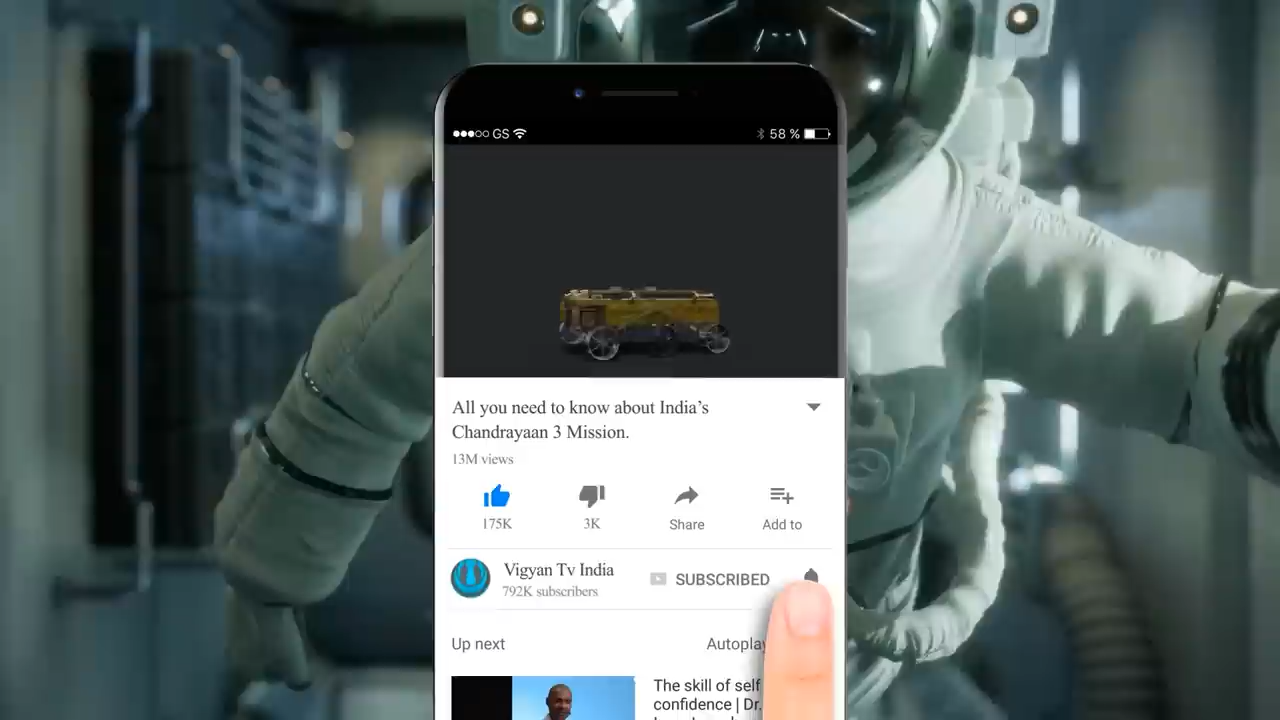 GS
58 %
All you need to know about India’s
Chandrayaan 3 Mission.
13M views
175K
3K
Share
Add to
Vigyan Tv India
792K subscribers
SUBSCRIBED
Up next
Autoplay
The skill of self
confidence | Dr.